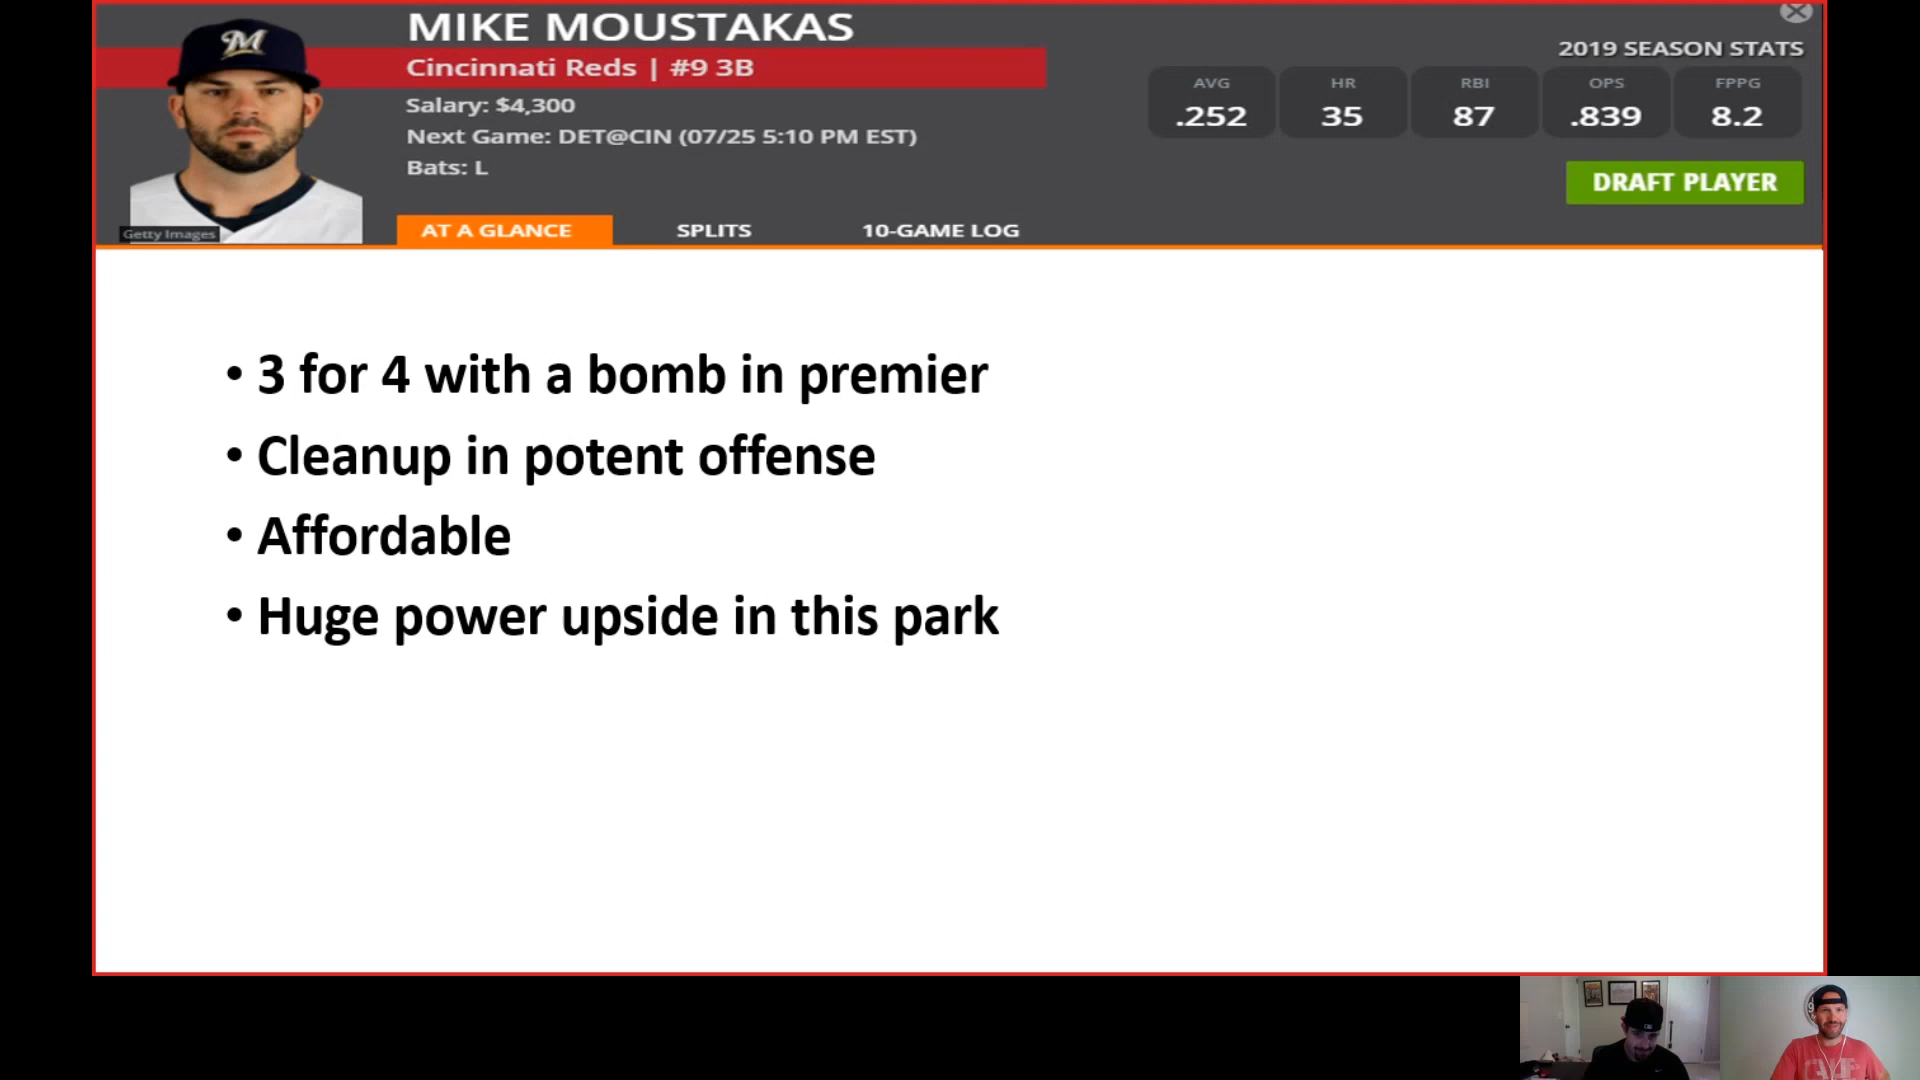 MIKE MOUSTAKAS
Cincinnati Reds | #9 3B
Salary: $4,300
Next Game: DET@CIN (07/25 5:10 PM EST)
Bats: L
2019 SEASON STATS
AVG HR RBI OPS FPPG
.252 35 87 .839 8.2
DRAFT PLAYER
M
Getty Images
AT A GLANCE SPLITS 10-GAME LOG
• 3 for 4 with a bomb in premier
• Cleanup in potent offense
• Affordable
• Huge power upside in this park